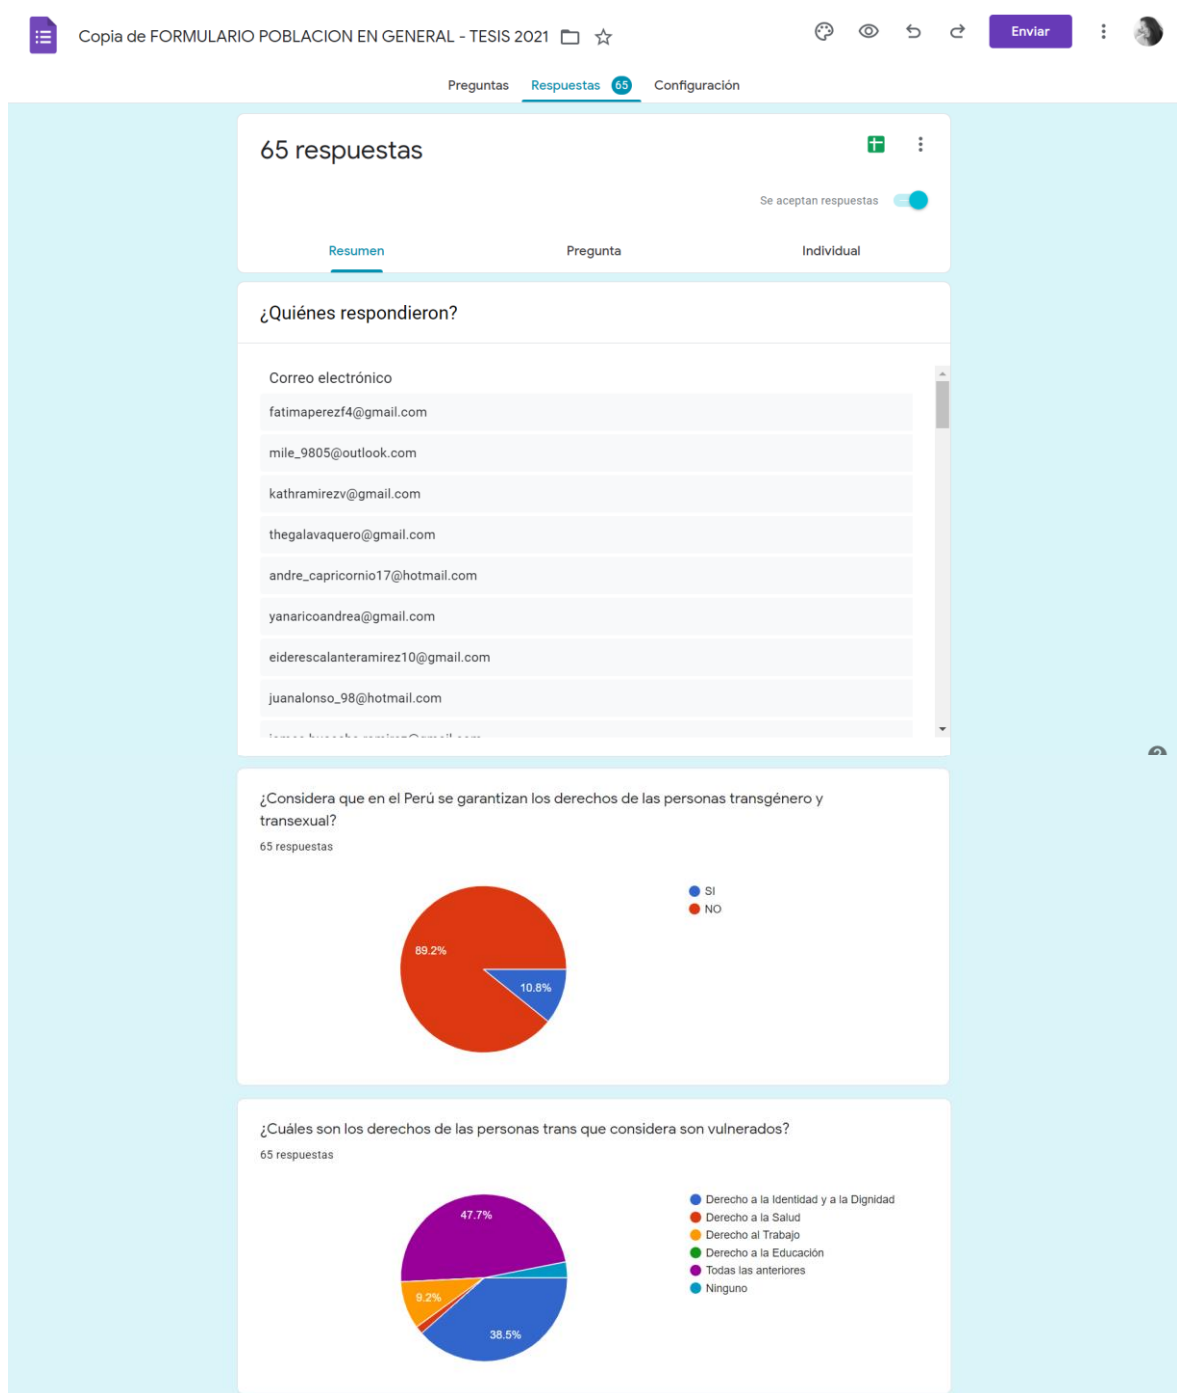 Copia de FORMULARIO POBLACION EN GENERAL - TESIS 2021
Enviar
Preguntas Respuestas 65 Configuración
65 respuestas
Se aceptan respuestas
Resumen Pregunta Individual
¿Quiénes respondieron?
Correo electrónico
fatimaperezf4@gmail.com
mile_9805@outlook.com
kathramirezv@gmail.com
thegalavaquero@gmail.com
andre_capricornio17@hotmail.com
yanaricoandrea@gmail.com
eiderescalanteramirez10@gmail.com
juanalonso_98@hotmail.com
¿Considera que en el Perú se garantizan los derechos de las personas transgénero y
transexual?
65 respuestas
SI
NO
89.2%
10.8%
¿Cuáles son los derechos de las personas trans que considera son vulnerados?
65 respuestas
Derecho a la Identidad y a la Dignidad
Derecho a la Salud
Derecho al Trabajo
Derecho a la Educación
Todas las anteriores
Ninguno
47.7%
9.2%
38.5%